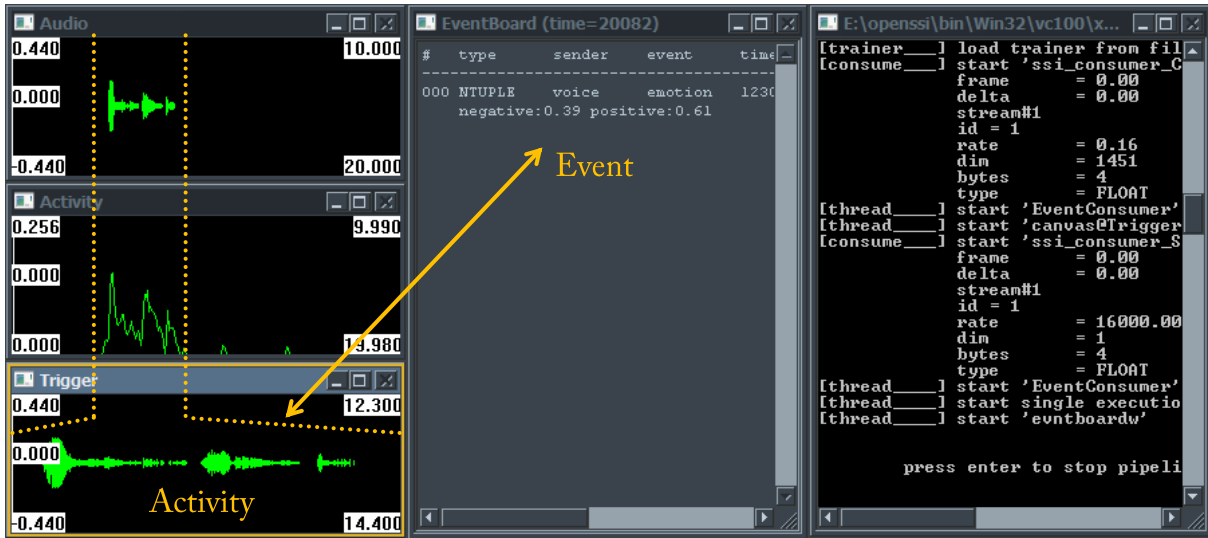 Audio
0.440 10.000
0.000
-0.440 20.000
Activity
0.256 9.990
0.000
0.000 19.980
Trigger
0.440 12.300
0.000
Activity
-0.440 14.400
EventBoard (time=20082)
# type sender event time
000 NTUPLE voice emotion 1230
negative:0.39 positive:0.61
Event
E:\openssi\bin\Win32\vc100\x...
[trainer___] load trainer from fil
[consume___] start 'ssi_consumer_C
frame = 0.00
delta = 0.00
stream#1
id = 1
rate = 0.16
dim = 1451
bytes = 4
type = FLOAT
[thread____] start 'EventConsumer'
[thread____] start 'canvas@Trigger
[consume___] start 'ssi_consumer_S
frame = 0.00
delta = 0.00
stream#1
id = 1
rate = 16000.00
dim = 1
bytes = 4
type = FLOAT
[thread____] start 'EventConsumer'
[thread____] start single executio
[thread____] start 'evntboardw'
press enter to stop pipeli